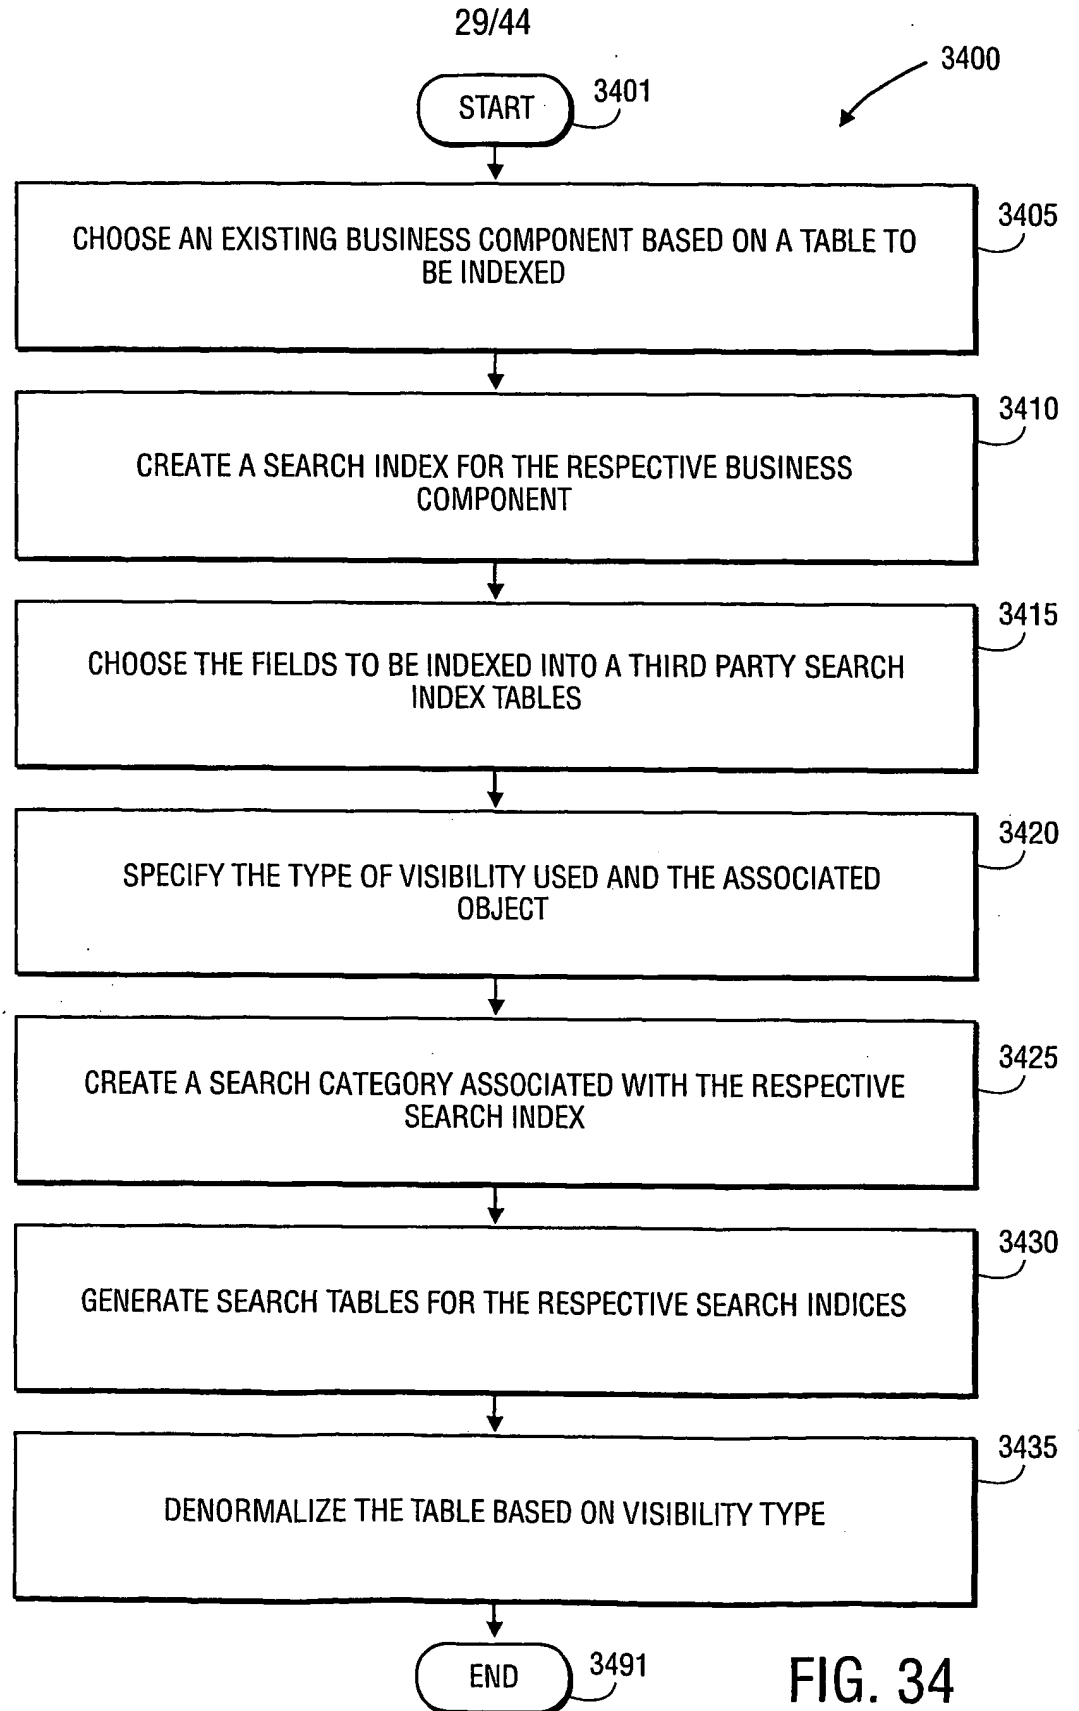 29/44
3400
START
3401
CHOOSE AN EXISTING BUSINESS COMPONENT BASED ON A TABLE TO
BE INDEXED
3405
CREATE A SEARCH INDEX FOR THE RESPECTIVE BUSINESS
COMPONENT
3410
CHOOSE THE FIELDS TO BE INDEXED INTO A THIRD PARTY SEARCH
INDEX TABLES
3415
SPECIFY THE TYPE OF VISIBILITY USED AND THE ASSOCIATED
OBJECT
3420
CREATE A SEARCH CATEGORY ASSOCIATED WITH THE RESPECTIVE
SEARCH INDEX
3425
GENERATE SEARCH TABLES FOR THE RESPECTIVE SEARCH INDICES
3430
DENORMALIZE THE TABLE BASED ON VISIBILITY TYPE
3435
END
3491
FIG. 34